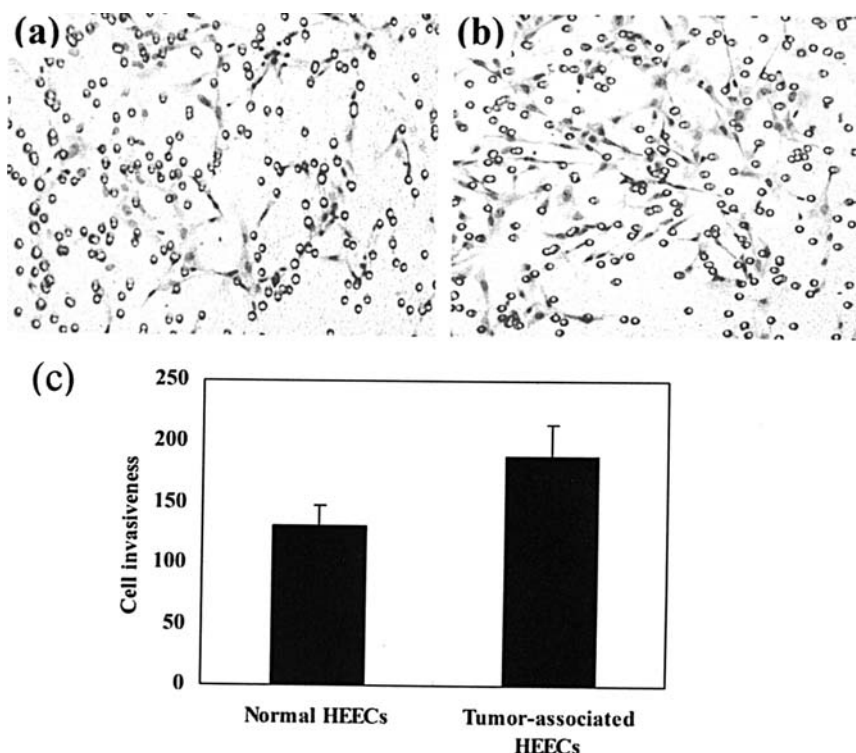 (a)
(b)
(c)
250
200
150
100
50
0
Cell invasiveness
Normal HEECs
Tumor-associated
HEECs